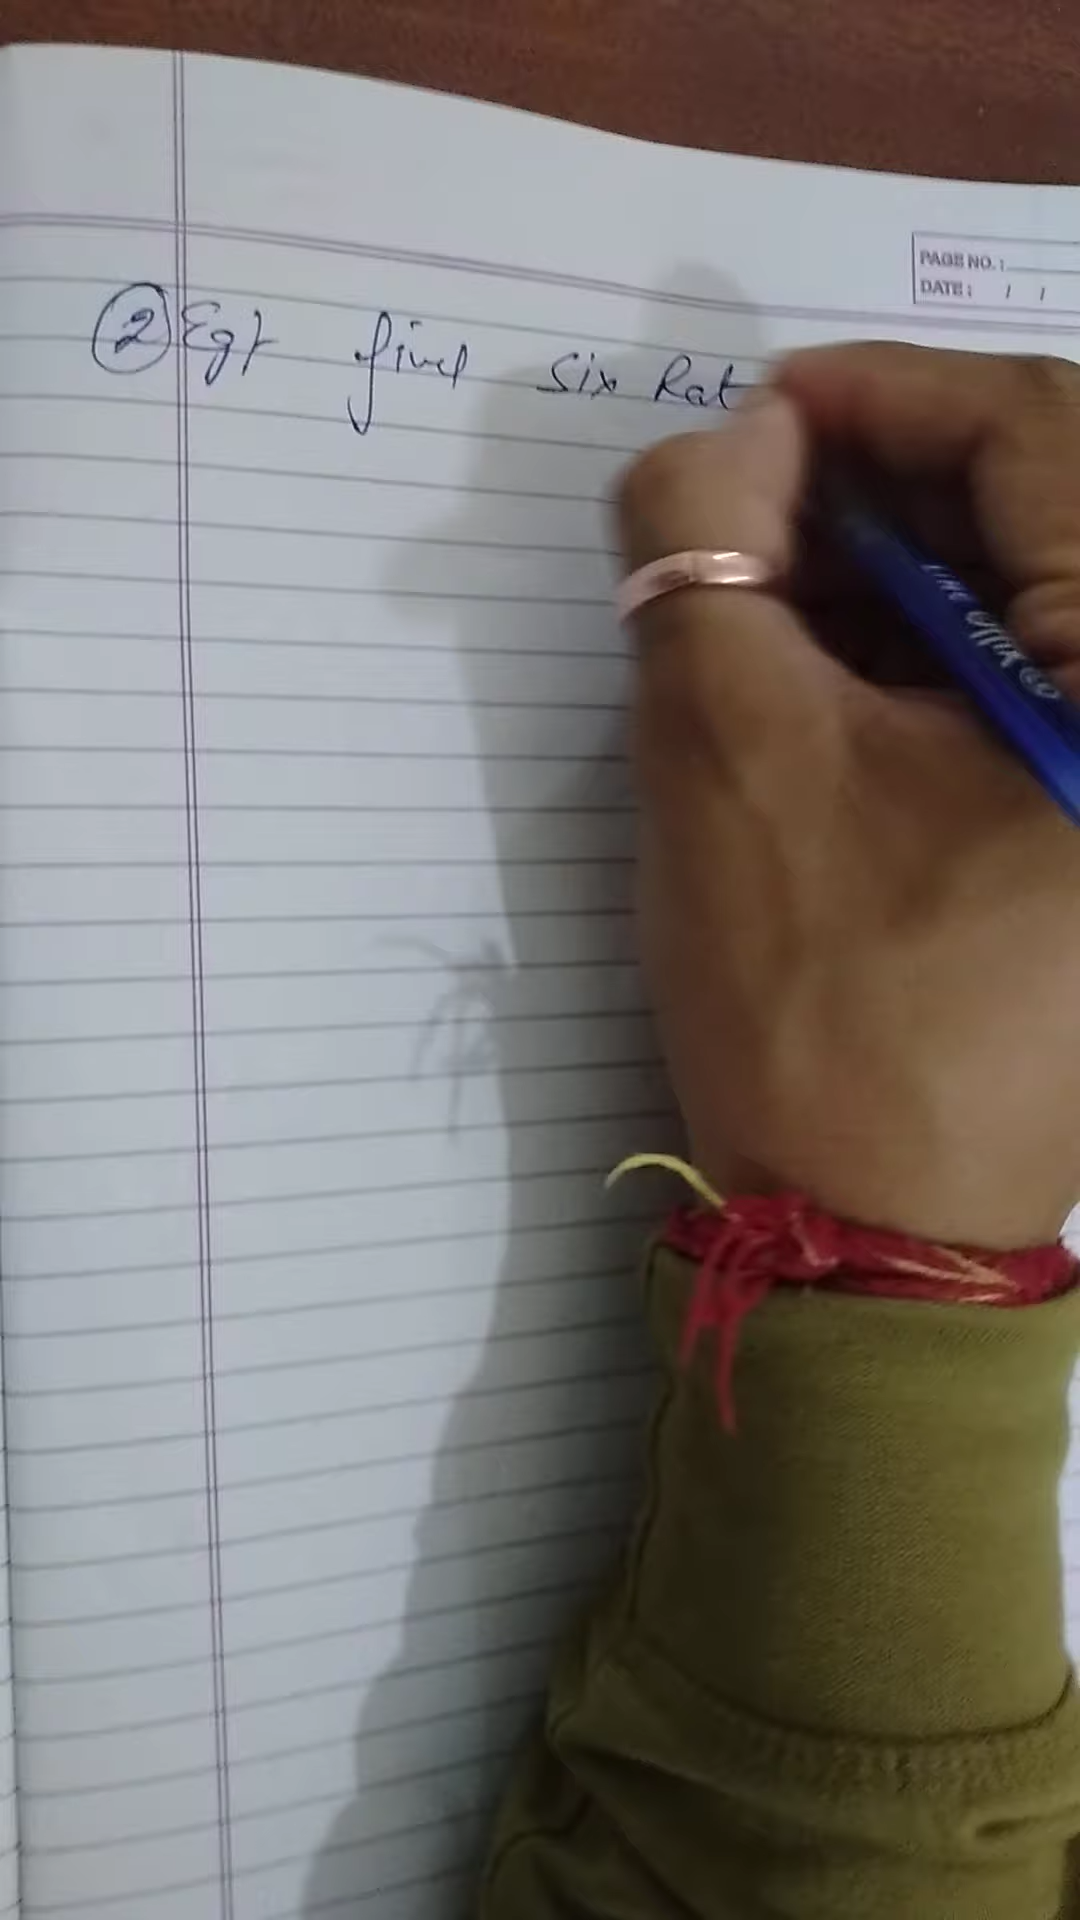 PAGE NO. :
DATE : / /
② Eg⟩ find six Rat